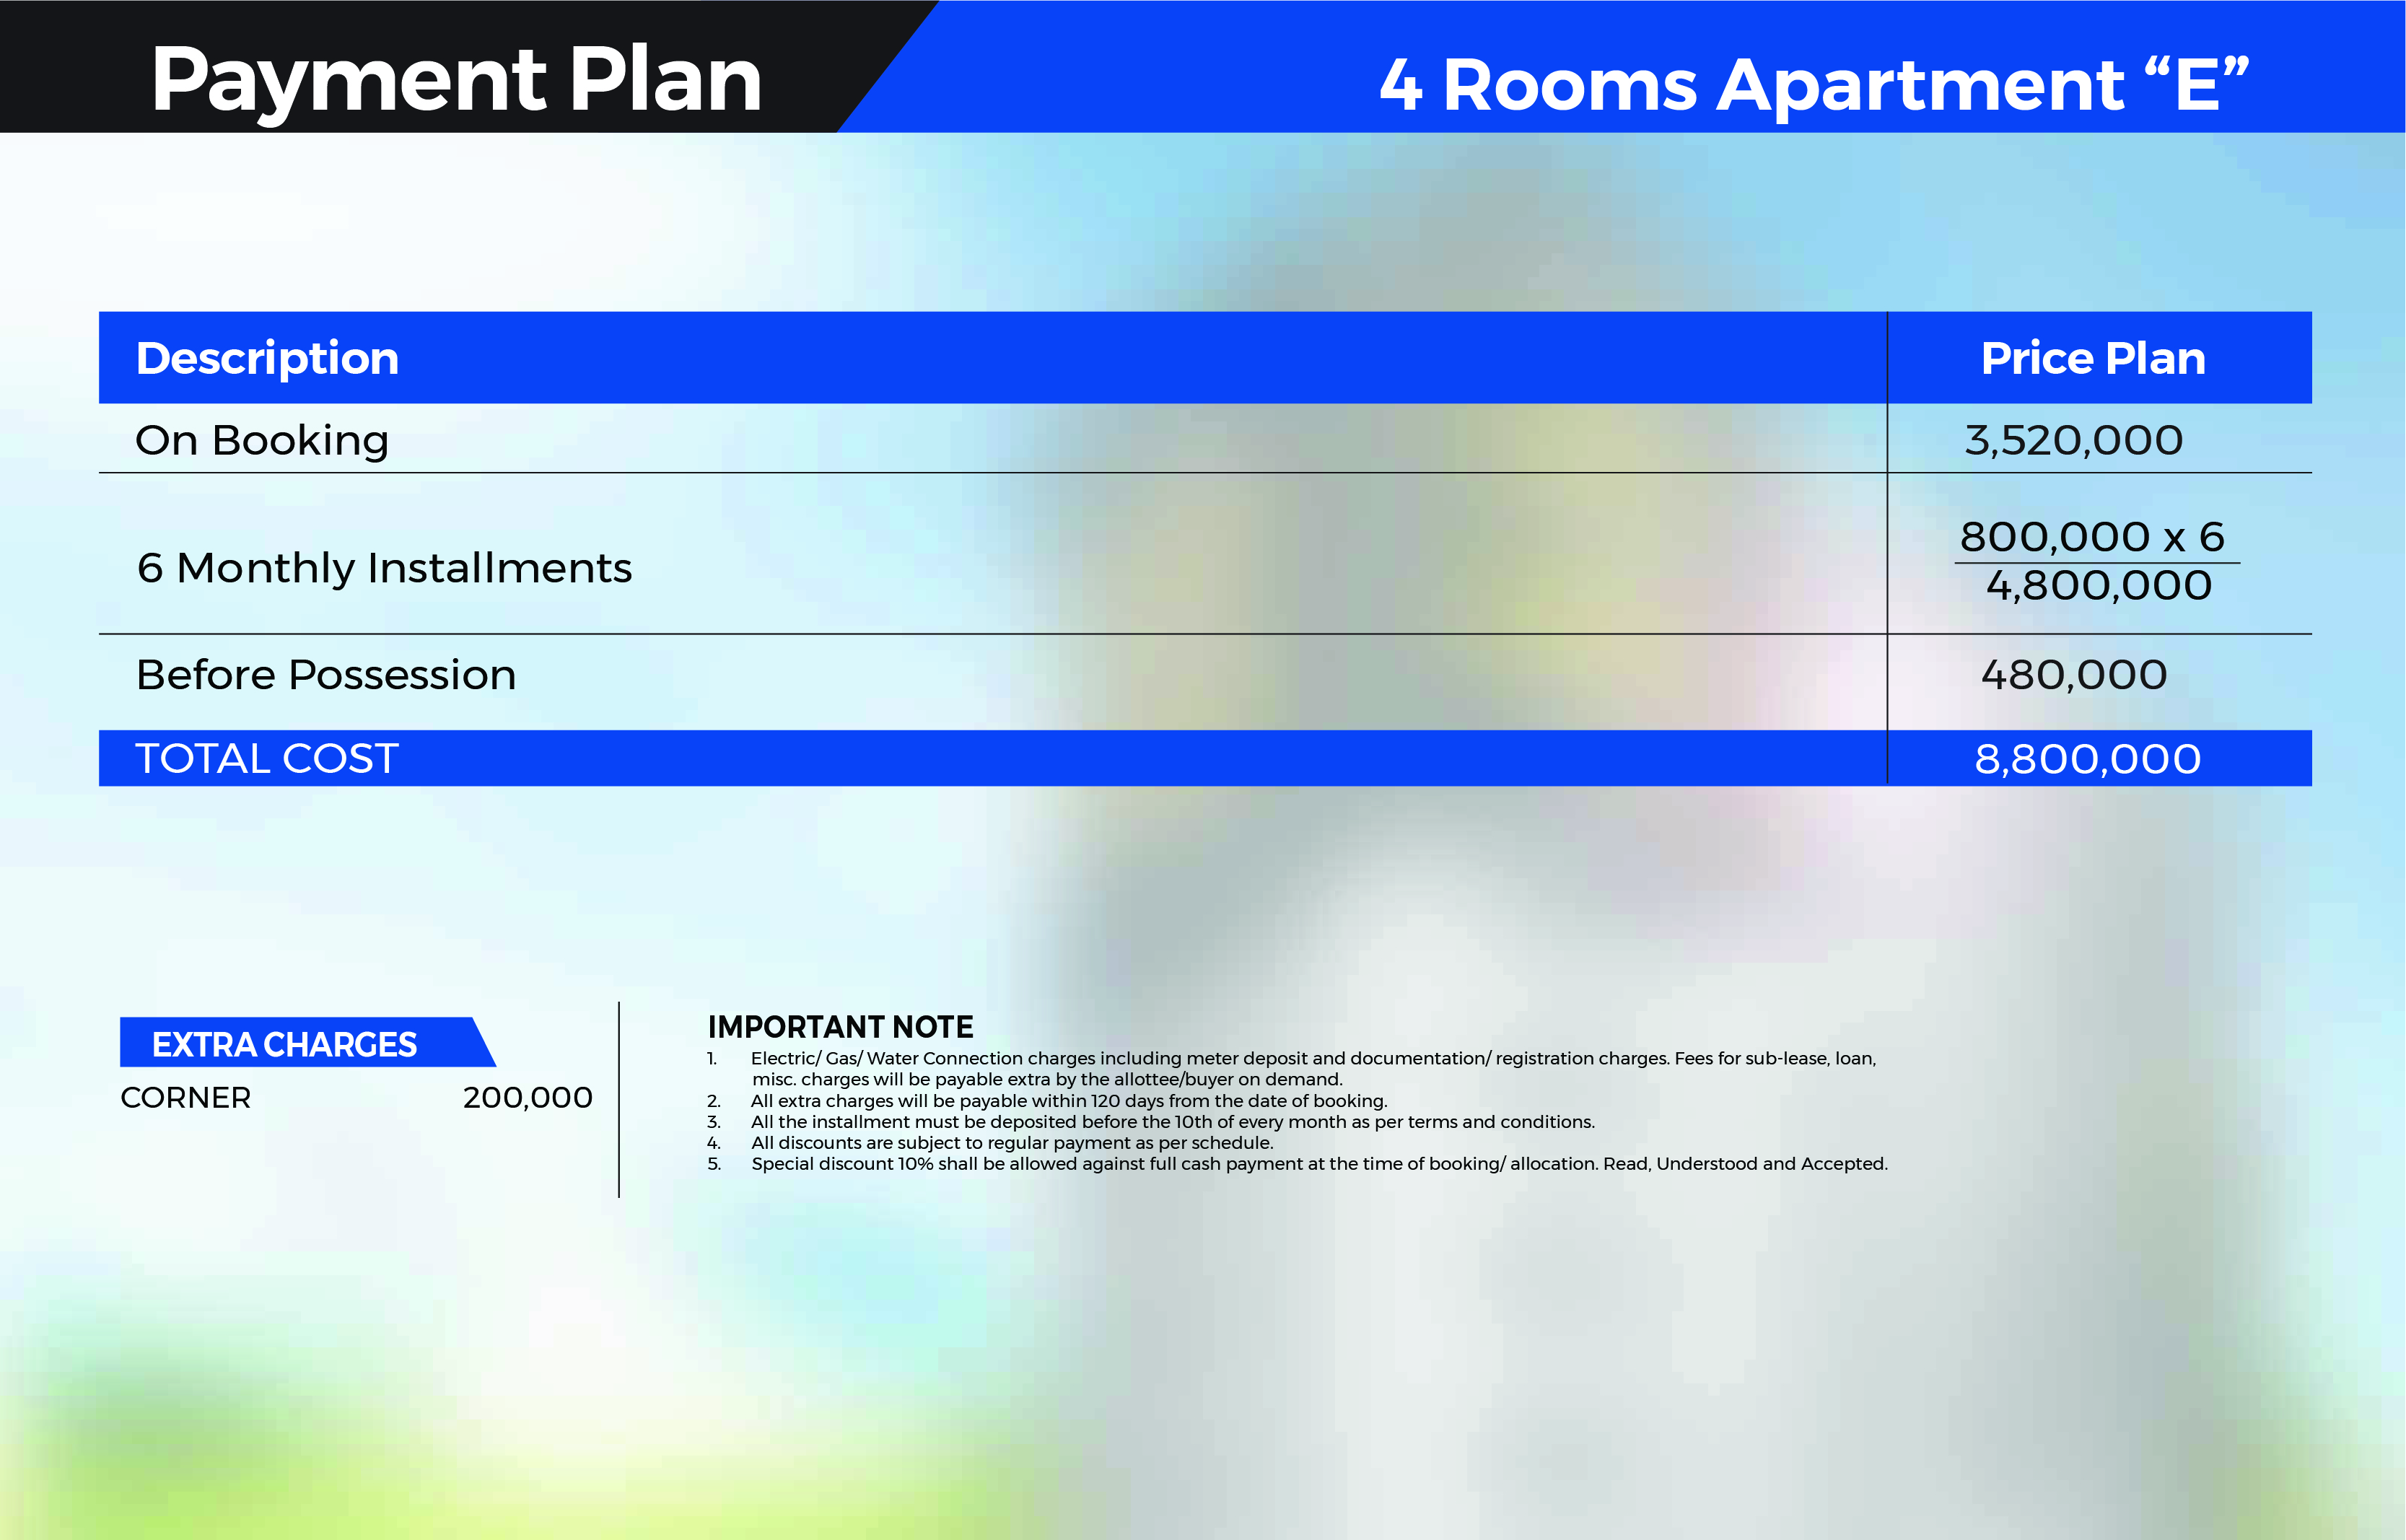 Payment Plan
4 Rooms Apartment “E”
Description Price Plan
On Booking 3,520,000
6 Monthly Installments
800,000 x 6
4,800,000
Before Possession 480,000
TOTAL COST 8,800,000
EXTRA CHARGES
CORNER 200,000
IMPORTANT NOTE
1. Electric/ Gas/ Water Connection charges including meter deposit and documentation/ registration charges. Fees for sub-lease, loan,
misc. charges will be payable extra by the allottee/buyer on demand.
2. All extra charges will be payable within 120 days from the date of booking.
3. All the installment must be deposited before the 10th of every month as per terms and conditions.
4. All discounts are subject to regular payment as per schedule.
5. Special discount 10% shall be allowed against full cash payment at the time of booking/ allocation. Read, Understood and Accepted.